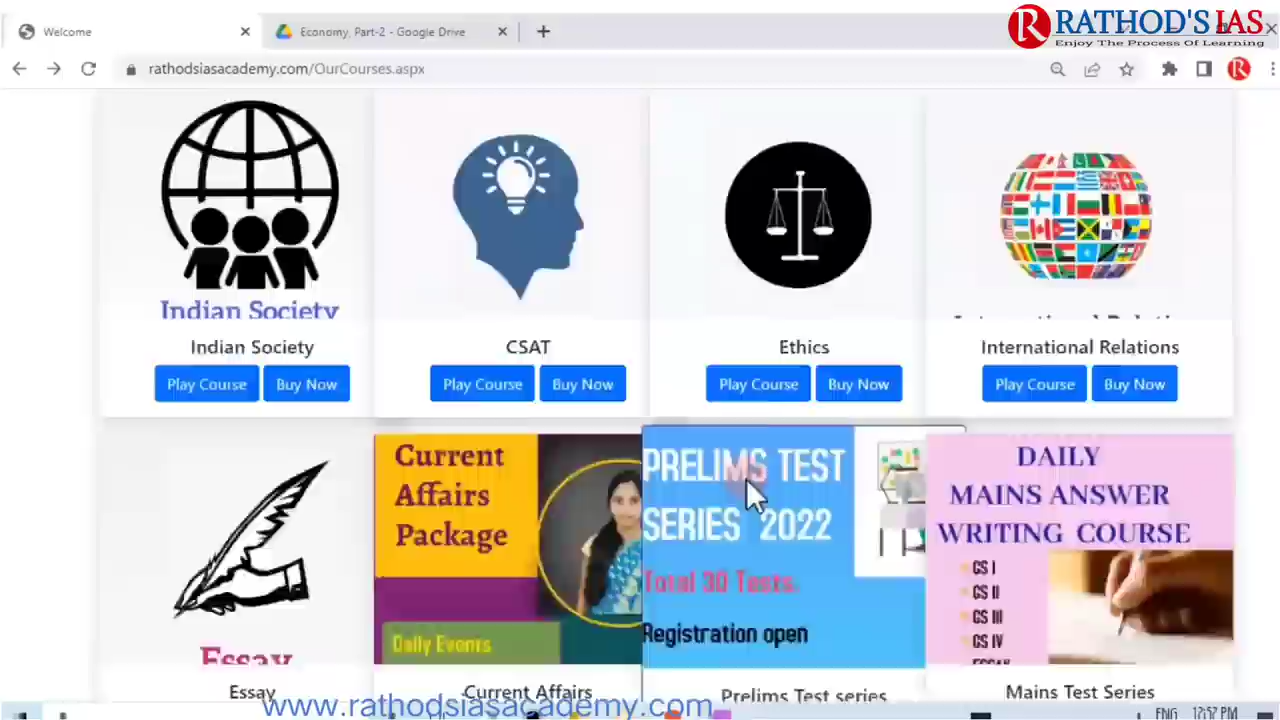 Welcome
Economy, Part-2 - Google Drive
RATHOD'S IAS
Enjoy The Process Of Learning
rathodsiasacademy.com/OurCourses.aspx
Indian Society
Indian Society
CSAT
Ethics
International Relations
Play Course
Buy Now
Play Course
Buy Now
Play Course
Buy Now
Play Course
Buy Now
Essay
Essay
Current
Affairs
Package
Daily Events
Current Affairs
PRELIMS TEST
SERIES 2022
Total 30 Tests.
Registration open
Prelims Test series
DAILY
MAINS ANSWER
WRITING COURSE
GS I
GS II
GS III
GS IV
ESSAY
Mains Test Series
www.rathodsiasacademy.com
ENG
12:52 PM